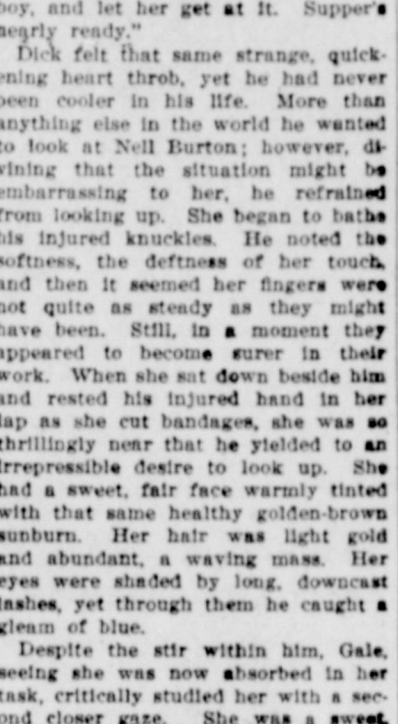 boy, and let her get at it. Supper's
nearly ready."
Dick felt that same strange, quick-
ening heart throb, yet he had never
been cooler in his life. More than
anything else in the world he wanted
to look at Nell Burton; however, di-
vining that the situation might be
embarrassing to her, he refrained
from looking up. She began to bathe
his injured knuckles. He noted the
softness, the deftness of her touch,
and then it seemed her fingers were
not quite as steady as they might
have been. Still, in a moment they
appeared to become surer in their
work. When she sat down beside him
and rested his injured hand in her
lap as she cut bandages, she was so
thrillingly near that he yielded to an
irrepressible desire to look up. She
had a sweet, fair face warmly tinted
with that same healthy golden-brown
sunburn. Her hair was light gold
and abundant, a waving mass. Her
eyes were shaded by long, downcast
lashes, yet through them he caught a
gleam of blue.
Despite the stir within him, Gale,
seeing she was now absorbed in her
task, critically studied her with a sec-
ond closer gaze. She was a sweet,